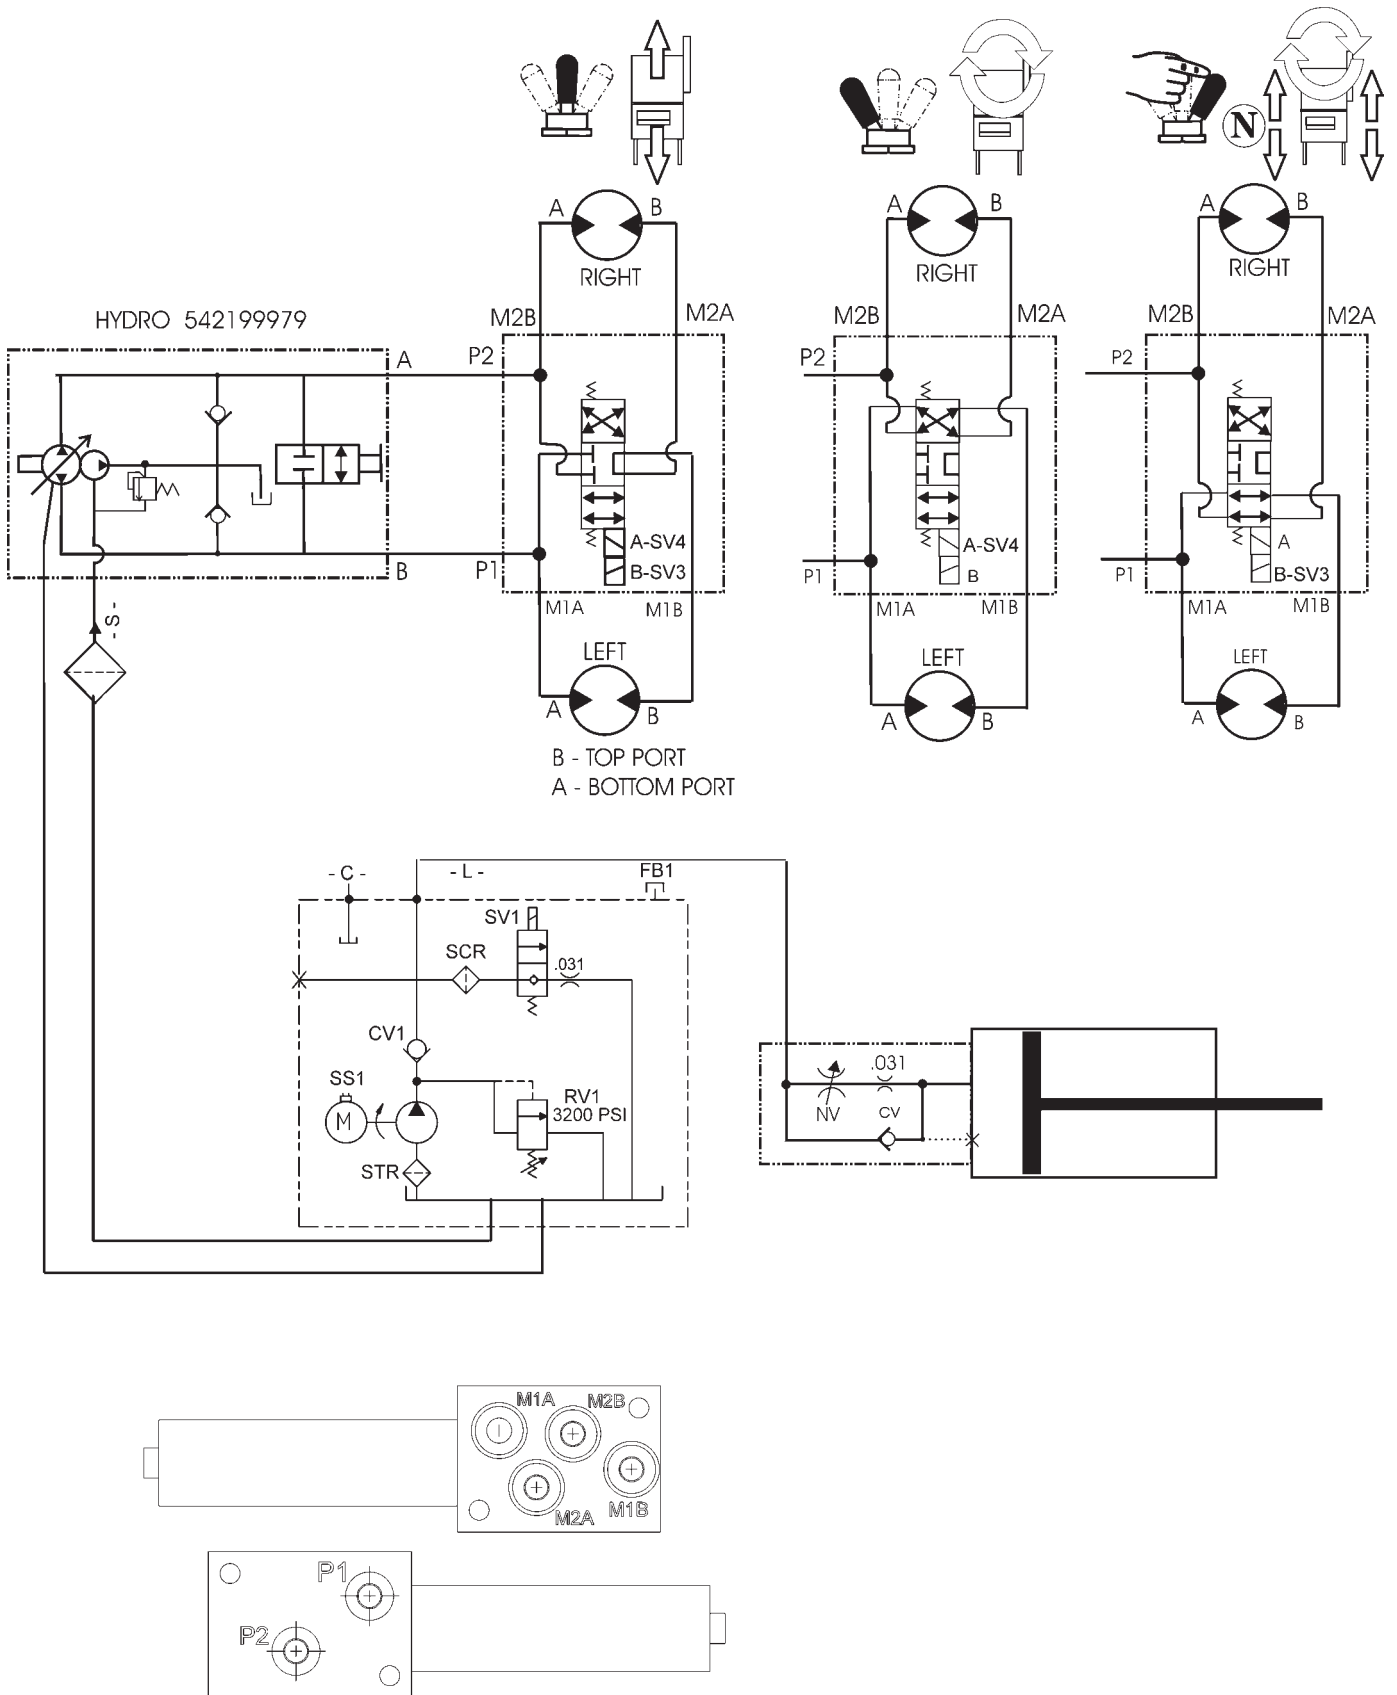 N
A
B
RIGHT
A
B
RIGHT
A
B
RIGHT
HYDRO 542199979
M2B
M2A
M2B
M2A
M2B
M2A
A
P2
P2
P2
A-SV4
B-SV3
A-SV4
B
A
B-SV3
B
P1
P1
P1
M1A
M1B
M1A
M1B
M1A
M1B
- S -
LEFT
LEFT
LEFT
A
B
A
B
A
B
B - TOP PORT
A - BOTTOM PORT
- C -
- L -
FB1
SV1
SCR
.031
CV1
SS1
M
RV1
3200 PSI
STR
.031
NV
CV
M1A
M2B
M2A
M1B
P1
P2